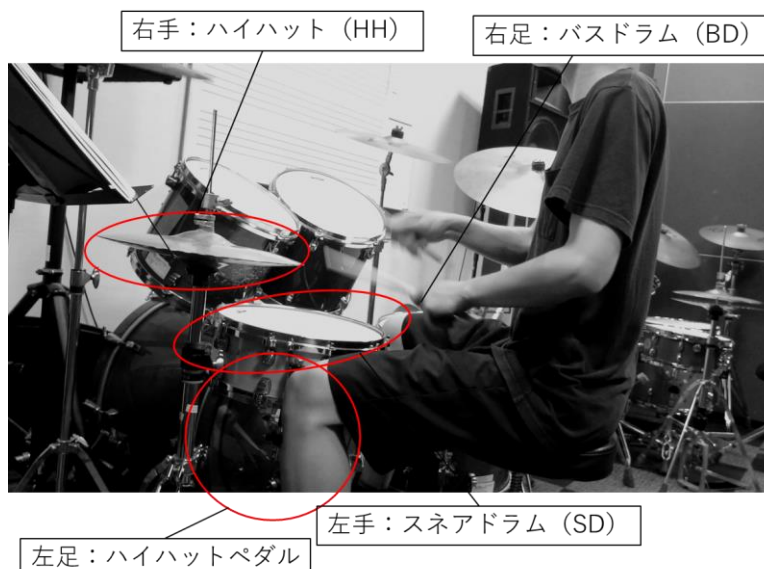 右手：ハイハット（HH）
右足：バスドラム（BD）
左手：スネアドラム（SD）
左足：ハイハットペダル